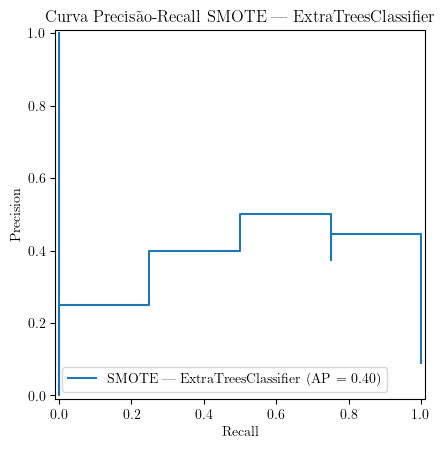 Curva Precisão-Recall SMOTE — ExtraTreesClassifier
1.0
0.8
0.6
0.4
0.2
0.0
Precision
SMOTE — ExtraTreesClassifier (AP = 0.40)
0.0 0.2 0.4 0.6 0.8 1.0
Recall